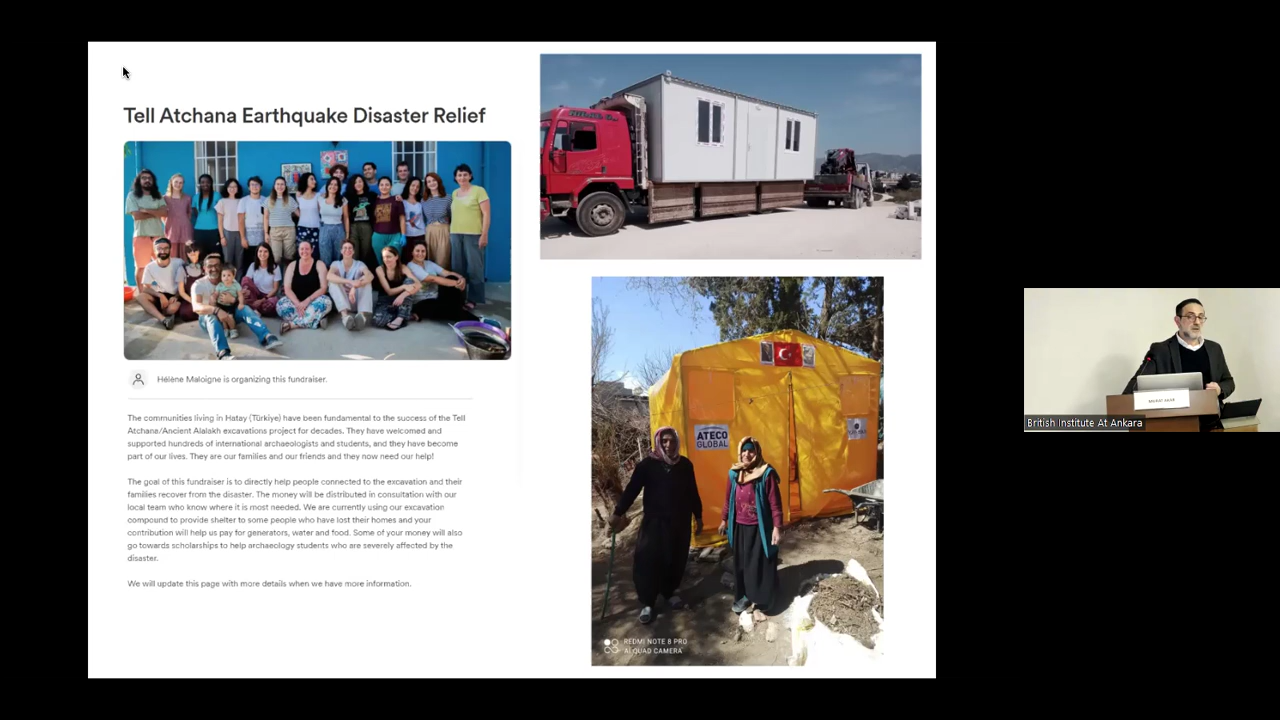 Tell Atchana Earthquake Disaster Relief
Hélène Maloigne is organizing this fundraiser.
The communities living in Hatay (Türkiye) have been fundamental to the success of the Tell
Atchana/Ancient Alalakh excavations project for decades. They have welcomed and
supported hundreds of international archaeologists and students, and they have become
part of our lives. They are our families and our friends and they now need our help!
The goal of this fundraiser is to directly help people connected to the excavation and their
families recover from the disaster. The money will be distributed in consultation with our
local team who know where it is most needed. We are currently using our excavation
compound to provide shelter to some people who have lost their homes and your
contribution will help us pay for generators, water and food. Some of your money will also
go towards scholarships to help archaeology students who are severely affected by the
disaster.
We will update this page with more details when we have more information.
ATECO
GLOBAL
REDMI NOTE 8 PRO
AI QUAD CAMERA
British Institute At Ankara